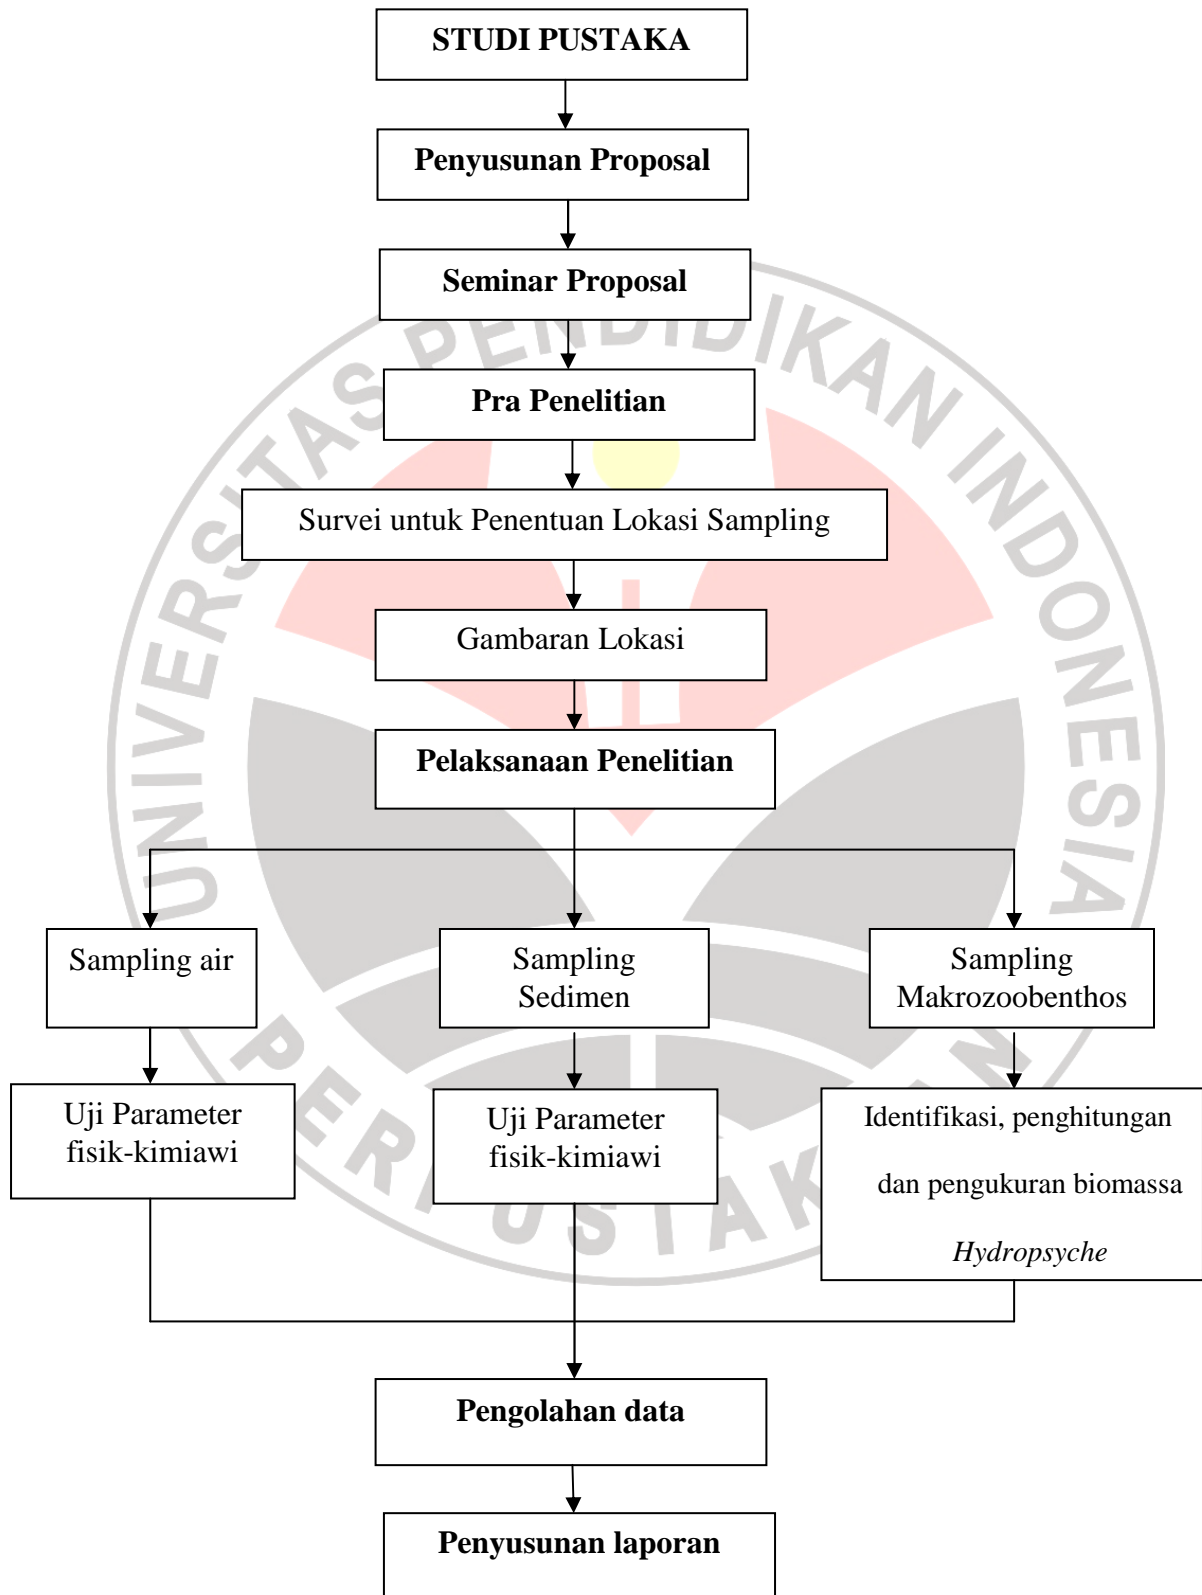 STUDI PUSTAKA
Penyusunan Proposal
Seminar Proposal
Pra Penelitian
Survei untuk Penentuan Lokasi Sampling
Gambaran Lokasi
Pelaksanaan Penelitian
Sampling air
Sampling
Sedimen
Sampling
Makrozoobenthos
Uji Parameter
fisik-kimiawi
Uji Parameter
fisik-kimiawi
Identifikasi, penghitungan
dan pengukuran biomassa
Hydropsyche
Pengolahan data
Penyusunan laporan
UNIVERSITAS PENDIDIKAN INDONESIA